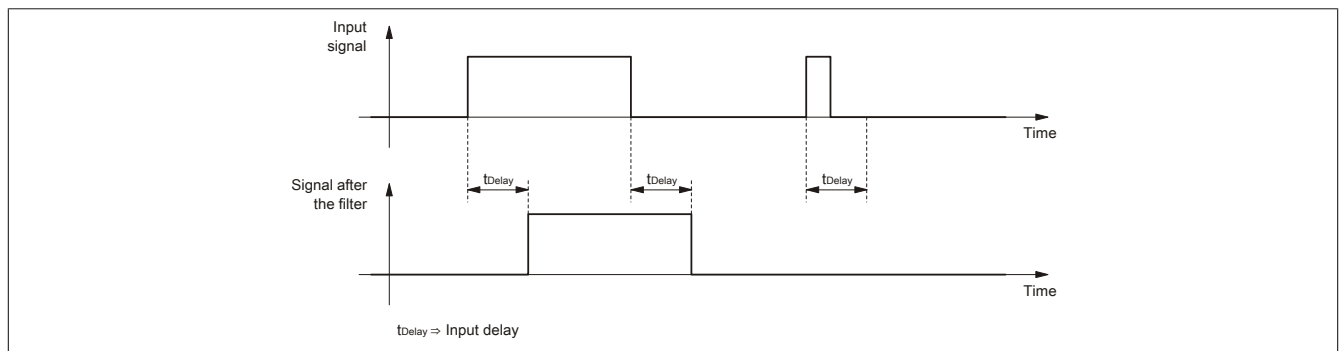 Input
signal
Time
tDelay
tDelay
tDelay
Signal after
the filter
Time
tDelay ⇒ Input delay